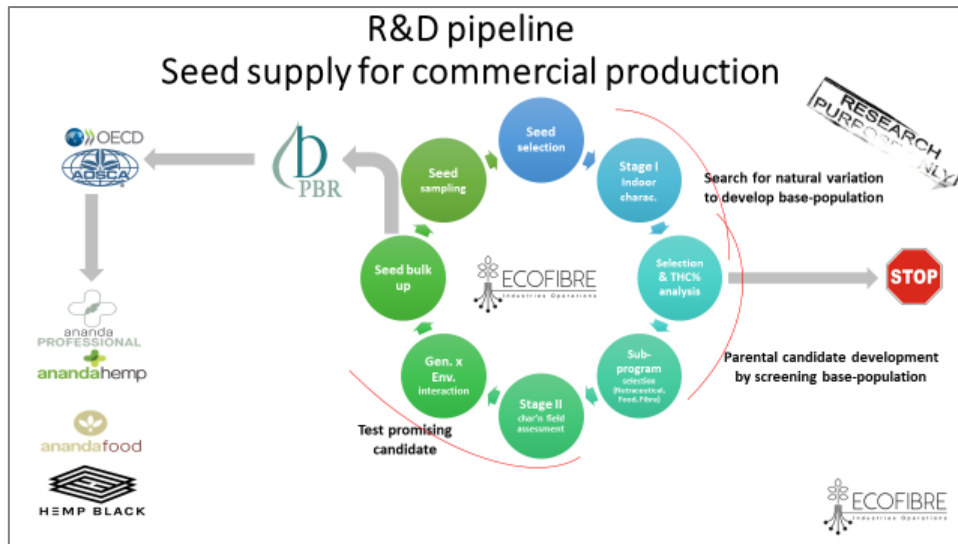 R&D pipeline
Seed supply for commercial production
RESEARCH
PURPOSE ONLY!
OECD
AOSCA
PBR
Seed
selection
Stage I
Indoor
charac.
Search for natural variation
to develop base-population
Selection
& THC%
analysis
STOP
Parental candidate development
by screening base-population
Sub-
program
selection
(Nutraceutical,
Food, Fibre)
Stage II
char'n field
assessment
Gen. x
Env.
interaction
Test promising
candidate
Seed bulk
up
Seed
sampling
ECOFIBRE
Industries Operations
ananda
PROFESSIONAL
anandahemp
anandafood
HEMP BLACK
ECOFIBRE
Industries Operations